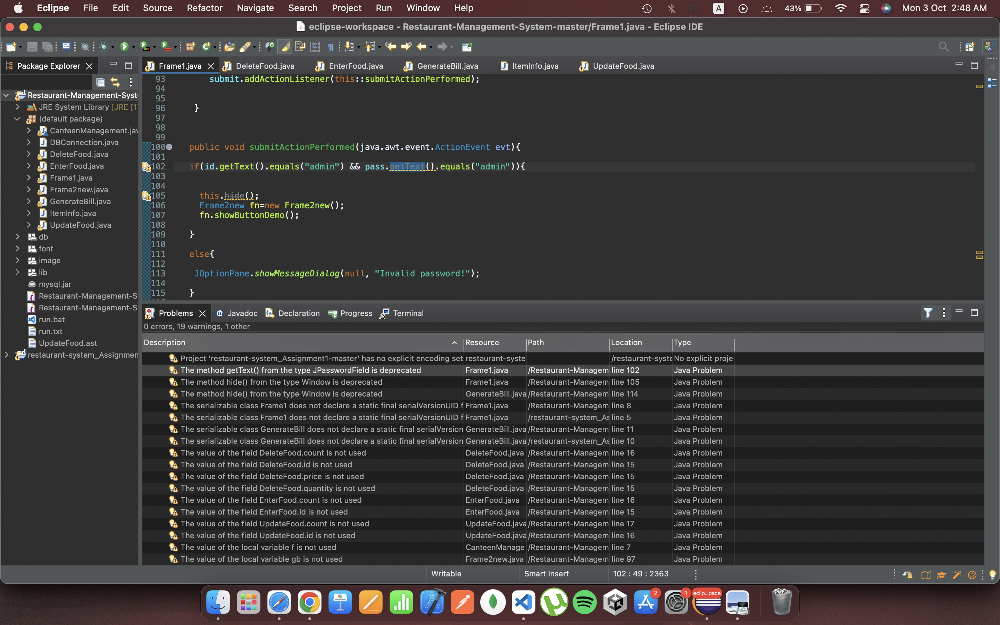 Eclipse File Edit Source Refactor Navigate Search Project Run Window Help A 43% Mon 3 Oct 2:48 AM
eclipse-workspace - Restaurant-Management-System-master/Frame1.java - Eclipse IDE
Package Explorer
Restaurant-Management-Syst
JRE System Library [JRE [1
(default package)
CanteenManagement.jav
DBConnection.java
DeleteFood.java
EnterFood.java
Frame1.java
Frame2new.java
GenerateBill.java
ItemInfo.java
UpdateFood.java
db
font
image
lib
mysql.jar
Restaurant-Management-S
Restaurant-Management-S
run.bat
run.txt
UpdateFood.ast
restaurant-system_Assignmen
Frame1.java DeleteFood.java EnterFood.java GenerateBill.java ItemInfo.java UpdateFood.java
93 submit.addActionListener(this::submitActionPerformed);
94
95
96 }
97
98
99
100 public void submitActionPerformed(java.awt.event.ActionEvent evt){
101
102 if(id.getText().equals("admin") && pass.getText().equals("admin")){
103
104
105 this.hide();
106 Frame2new fn=new Frame2new();
107 fn.showButtonDemo();
108
109 }
110
111 else{
112
113 JOptionPane.showMessageDialog(null, "Invalid password!");
114
115 }
Problems Javadoc Declaration Progress Terminal
0 errors, 19 warnings, 1 other
Description Resource Path Location Type
Project 'restaurant-system_Assignment1-master' has no explicit encoding set restaurant-syste /restaurant-syste No explicit proje
The method getText() from the type JPasswordField is deprecated Frame1.java /Restaurant-Managem line 102 Java Problem
The method hide() from the type Window is deprecated Frame1.java /Restaurant-Managem line 105 Java Problem
The method hide() from the type Window is deprecated GenerateBill.java /Restaurant-Managem line 114 Java Problem
The serializable class Frame1 does not declare a static final serialVersionUID f Frame1.java /Restaurant-Managem line 8 Java Problem
The serializable class Frame1 does not declare a static final serialVersionUID f Frame1.java /restaurant-system_As line 5 Java Problem
The serializable class GenerateBill does not declare a static final serialVersion GenerateBill.java /Restaurant-Managem line 11 Java Problem
The serializable class GenerateBill does not declare a static final serialVersion GenerateBill.java /restaurant-system_As line 10 Java Problem
The value of the field DeleteFood.count is not used DeleteFood.java /Restaurant-Managem line 16 Java Problem
The value of the field DeleteFood.id is not used DeleteFood.java /Restaurant-Managem line 15 Java Problem
The value of the field DeleteFood.price is not used DeleteFood.java /Restaurant-Managem line 15 Java Problem
The value of the field DeleteFood.quantity is not used DeleteFood.java /Restaurant-Managem line 15 Java Problem
The value of the field EnterFood.count is not used EnterFood.java /Restaurant-Managem line 16 Java Problem
The value of the field EnterFood.id is not used EnterFood.java /Restaurant-Managem line 15 Java Problem
The value of the field UpdateFood.count is not used UpdateFood.java /Restaurant-Managem line 17 Java Problem
The value of the field UpdateFood.id is not used UpdateFood.java /Restaurant-Managem line 16 Java Problem
The value of the local variable f is not used CanteenManage /Restaurant-Managem line 7 Java Problem
The value of the local variable gb is not used Frame2new.java /Restaurant-Managem line 97 Java Problem
Writable Smart Insert 102 : 49 : 2363
2 1 eclip...pace